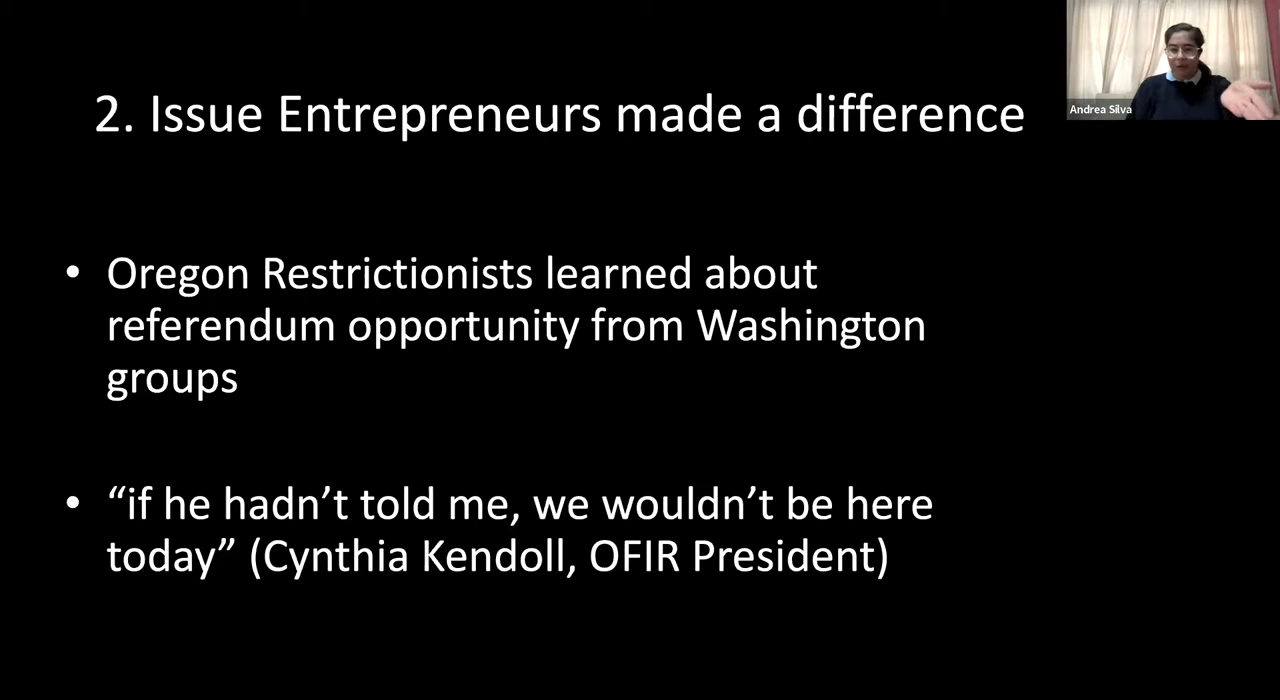 2. Issue Entrepreneurs made a difference
Andrea Silva
• Oregon Restrictionists learned about
referendum opportunity from Washington
groups
• “if he hadn’t told me, we wouldn’t be here
today” (Cynthia Kendoll, OFIR President)